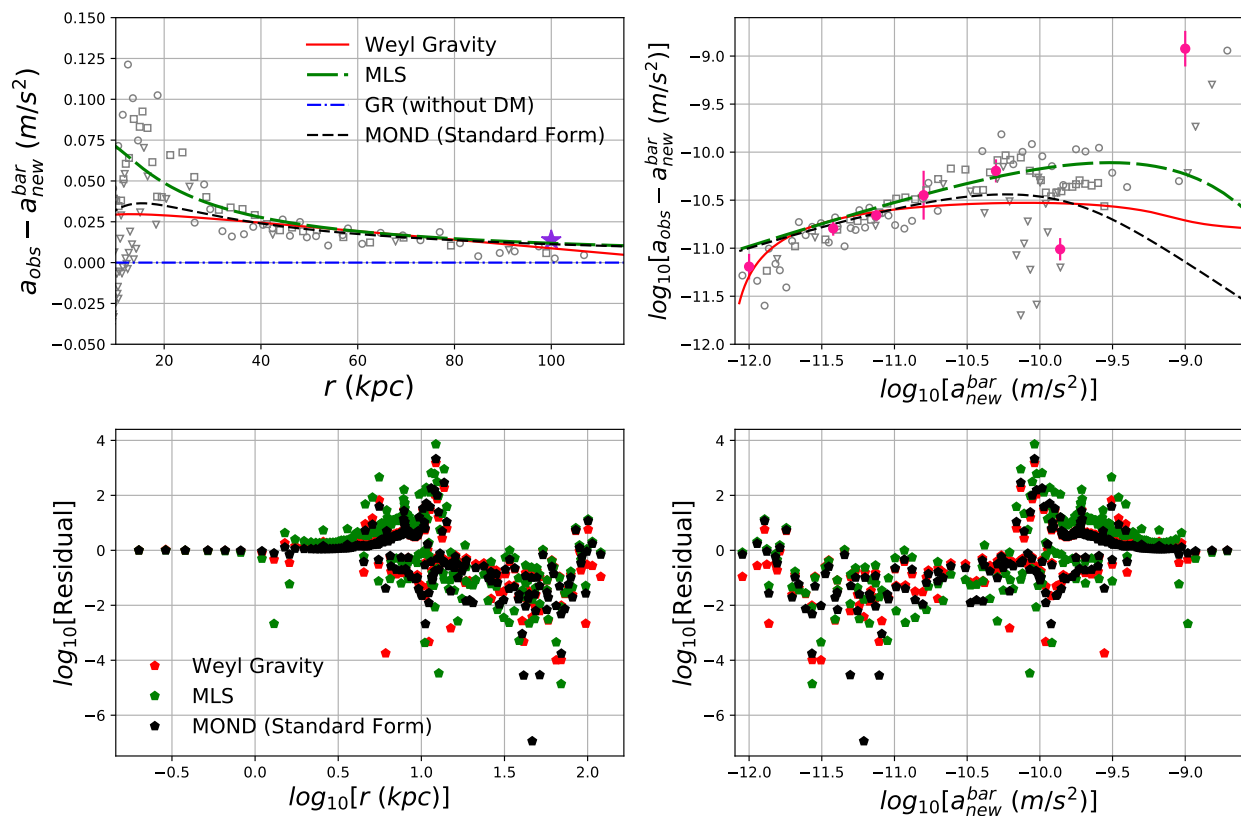 0.150
0.125
0.100
0.075
0.050
0.025
0.000
−0.025
−0.050
a_obs − a_new^bar (m/s²)
Weyl Gravity
MLS
GR (without DM)
MOND (Standard Form)
20 40 60 80 100
r (kpc)
−9.0
−9.5
−10.0
−10.5
−11.0
−11.5
−12.0
log₁₀[a_obs − a_new^bar (m/s²)]
−12.0 −11.5 −11.0 −10.5 −10.0 −9.5 −9.0
log₁₀[a_new^bar (m/s²)]
4
2
0
−2
−4
−6
log₁₀[Residual]
Weyl Gravity
MLS
MOND (Standard Form)
−0.5 0.0 0.5 1.0 1.5 2.0
log₁₀[r (kpc)]
4
2
0
−2
−4
−6
log₁₀[Residual]
−12.0 −11.5 −11.0 −10.5 −10.0 −9.5 −9.0
log₁₀[a_new^bar (m/s²)]